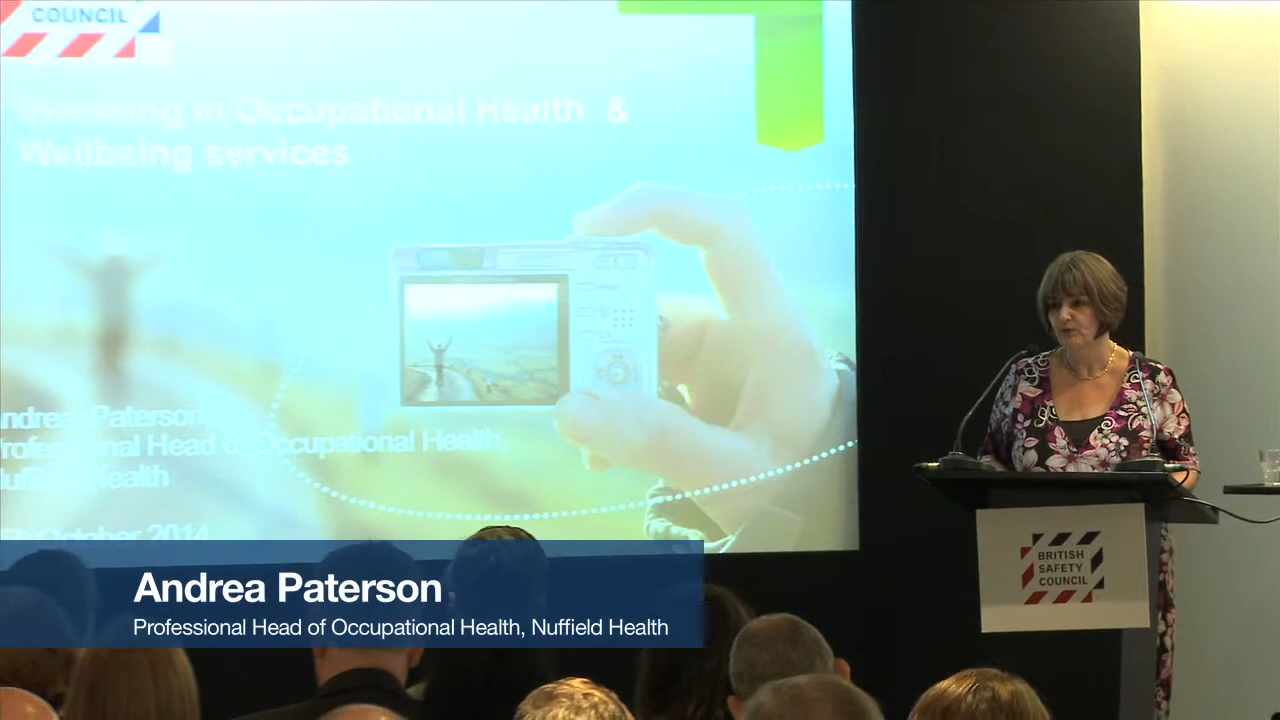 COUNCIL
Investing in Occupational Health &
Wellbeing services
Andrea Paterson,
Professional Head of Occupational Health,
Nuffield Health
October 2014
BRITISH
SAFETY
COUNCIL
Andrea Paterson
Professional Head of Occupational Health, Nuffield Health